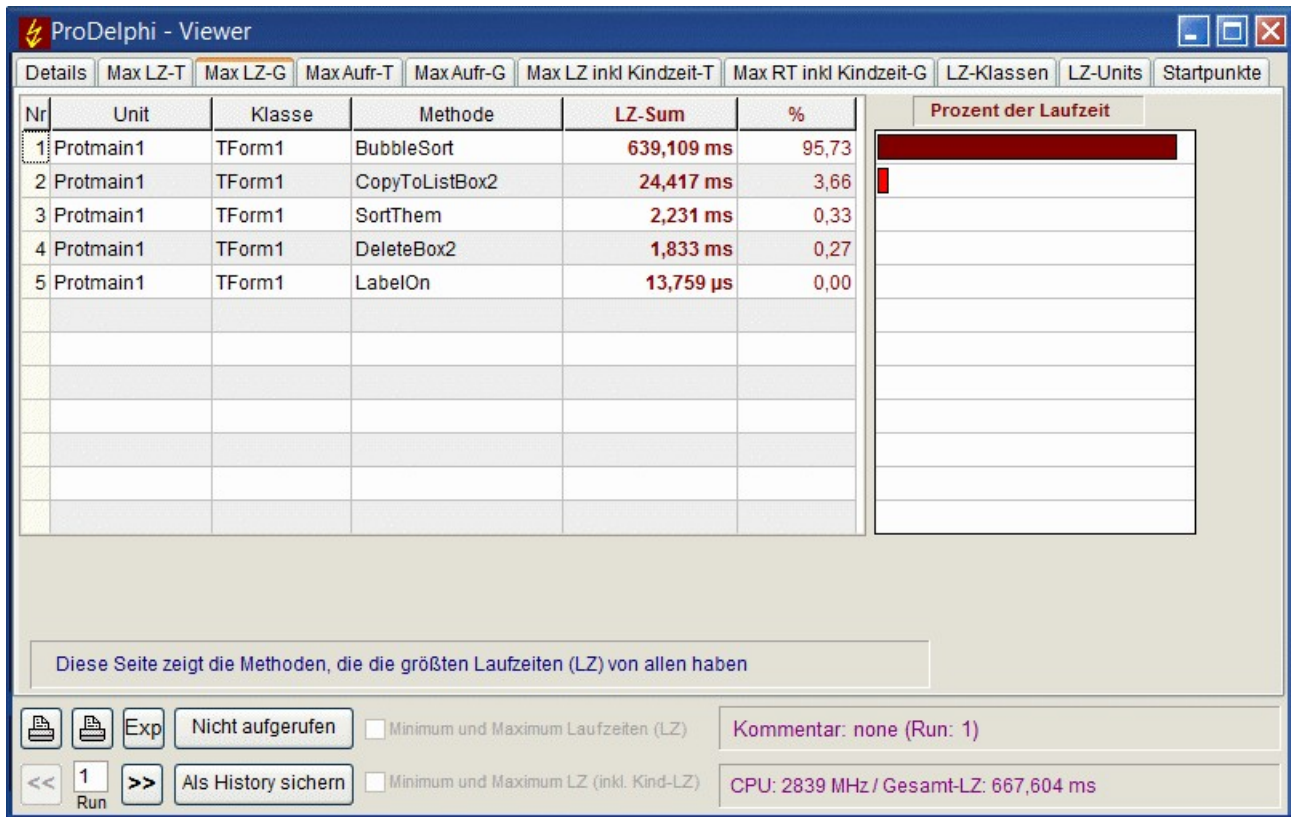 ProDelphi - Viewer
Details Max LZ-T Max LZ-G Max Aufr-T Max Aufr-G Max LZ inkl Kindzeit-T Max RT inkl Kindzeit-G LZ-Klassen LZ-Units Startpunkte
Nr Unit Klasse Methode LZ-Sum % Prozent der Laufzeit
1 Protmain1 TForm1 BubbleSort 639,109 ms 95,73
2 Protmain1 TForm1 CopyToListBox2 24,417 ms 3,66
3 Protmain1 TForm1 SortThem 2,231 ms 0,33
4 Protmain1 TForm1 DeleteBox2 1,833 ms 0,27
5 Protmain1 TForm1 LabelOn 13,759 µs 0,00
Diese Seite zeigt die Methoden, die die größten Laufzeiten (LZ) von allen haben
Exp Nicht aufgerufen Minimum und Maximum Laufzeiten (LZ) Kommentar: none (Run: 1)
<< 1 >> Als History sichern Minimum und Maximum LZ (inkl. Kind-LZ) CPU: 2839 MHz / Gesamt-LZ: 667,604 ms
Run